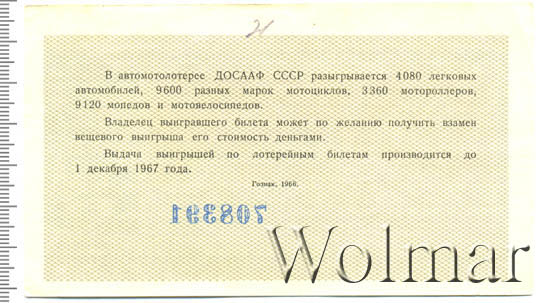 21
В автомотолотерее ДОСААФ СССР разыгрывается 4080 легковых
автомобилей, 9600 разных марок мотоциклов, 3360 мотороллеров,
9120 мопедов и мотовелосипедов.
Владелец выигравшего билета может по желанию получить взамен
вещевого выигрыша его стоимость деньгами.
Выдача выигрышей по лотерейным билетам производится до
1 декабря 1967 года.
Гознак. 1966.
708391
Wolmar